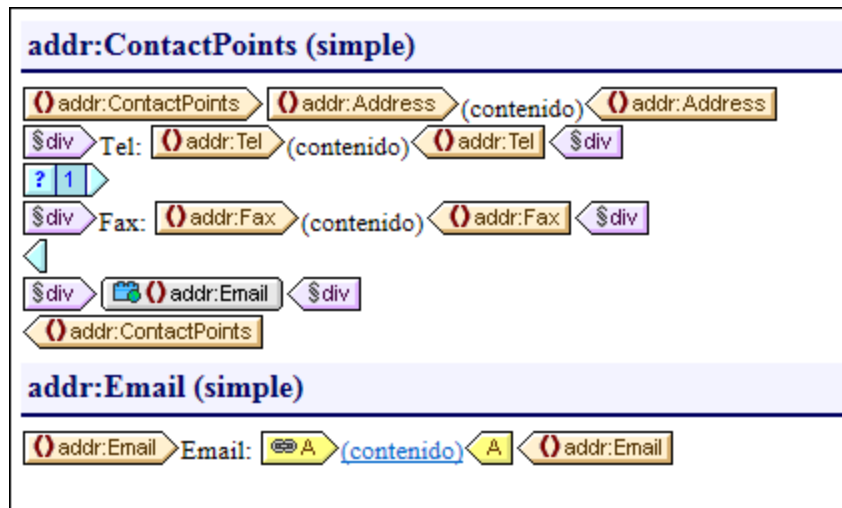 addr:ContactPoints (simple)
()addr:ContactPoints ()addr:Address (contenido) ()addr:Address
§div Tel: ()addr:Tel (contenido) ()addr:Tel §div
? 1
§div Fax: ()addr:Fax (contenido) ()addr:Fax §div
§div ()addr:Email §div
()addr:ContactPoints
addr:Email (simple)
()addr:Email Email: A (contenido) A ()addr:Email